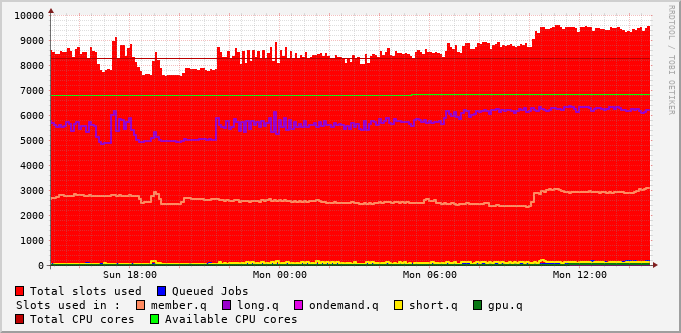 10000
9000
8000
7000
6000
5000
4000
3000
2000
1000
0
Sun 18:00 Mon 00:00 Mon 06:00 Mon 12:00
RRDTOOL / TOBI OETIKER
Total slots used Queued Jobs
Slots used in : member.q long.q ondemand.q short.q gpu.q
Total CPU cores Available CPU cores